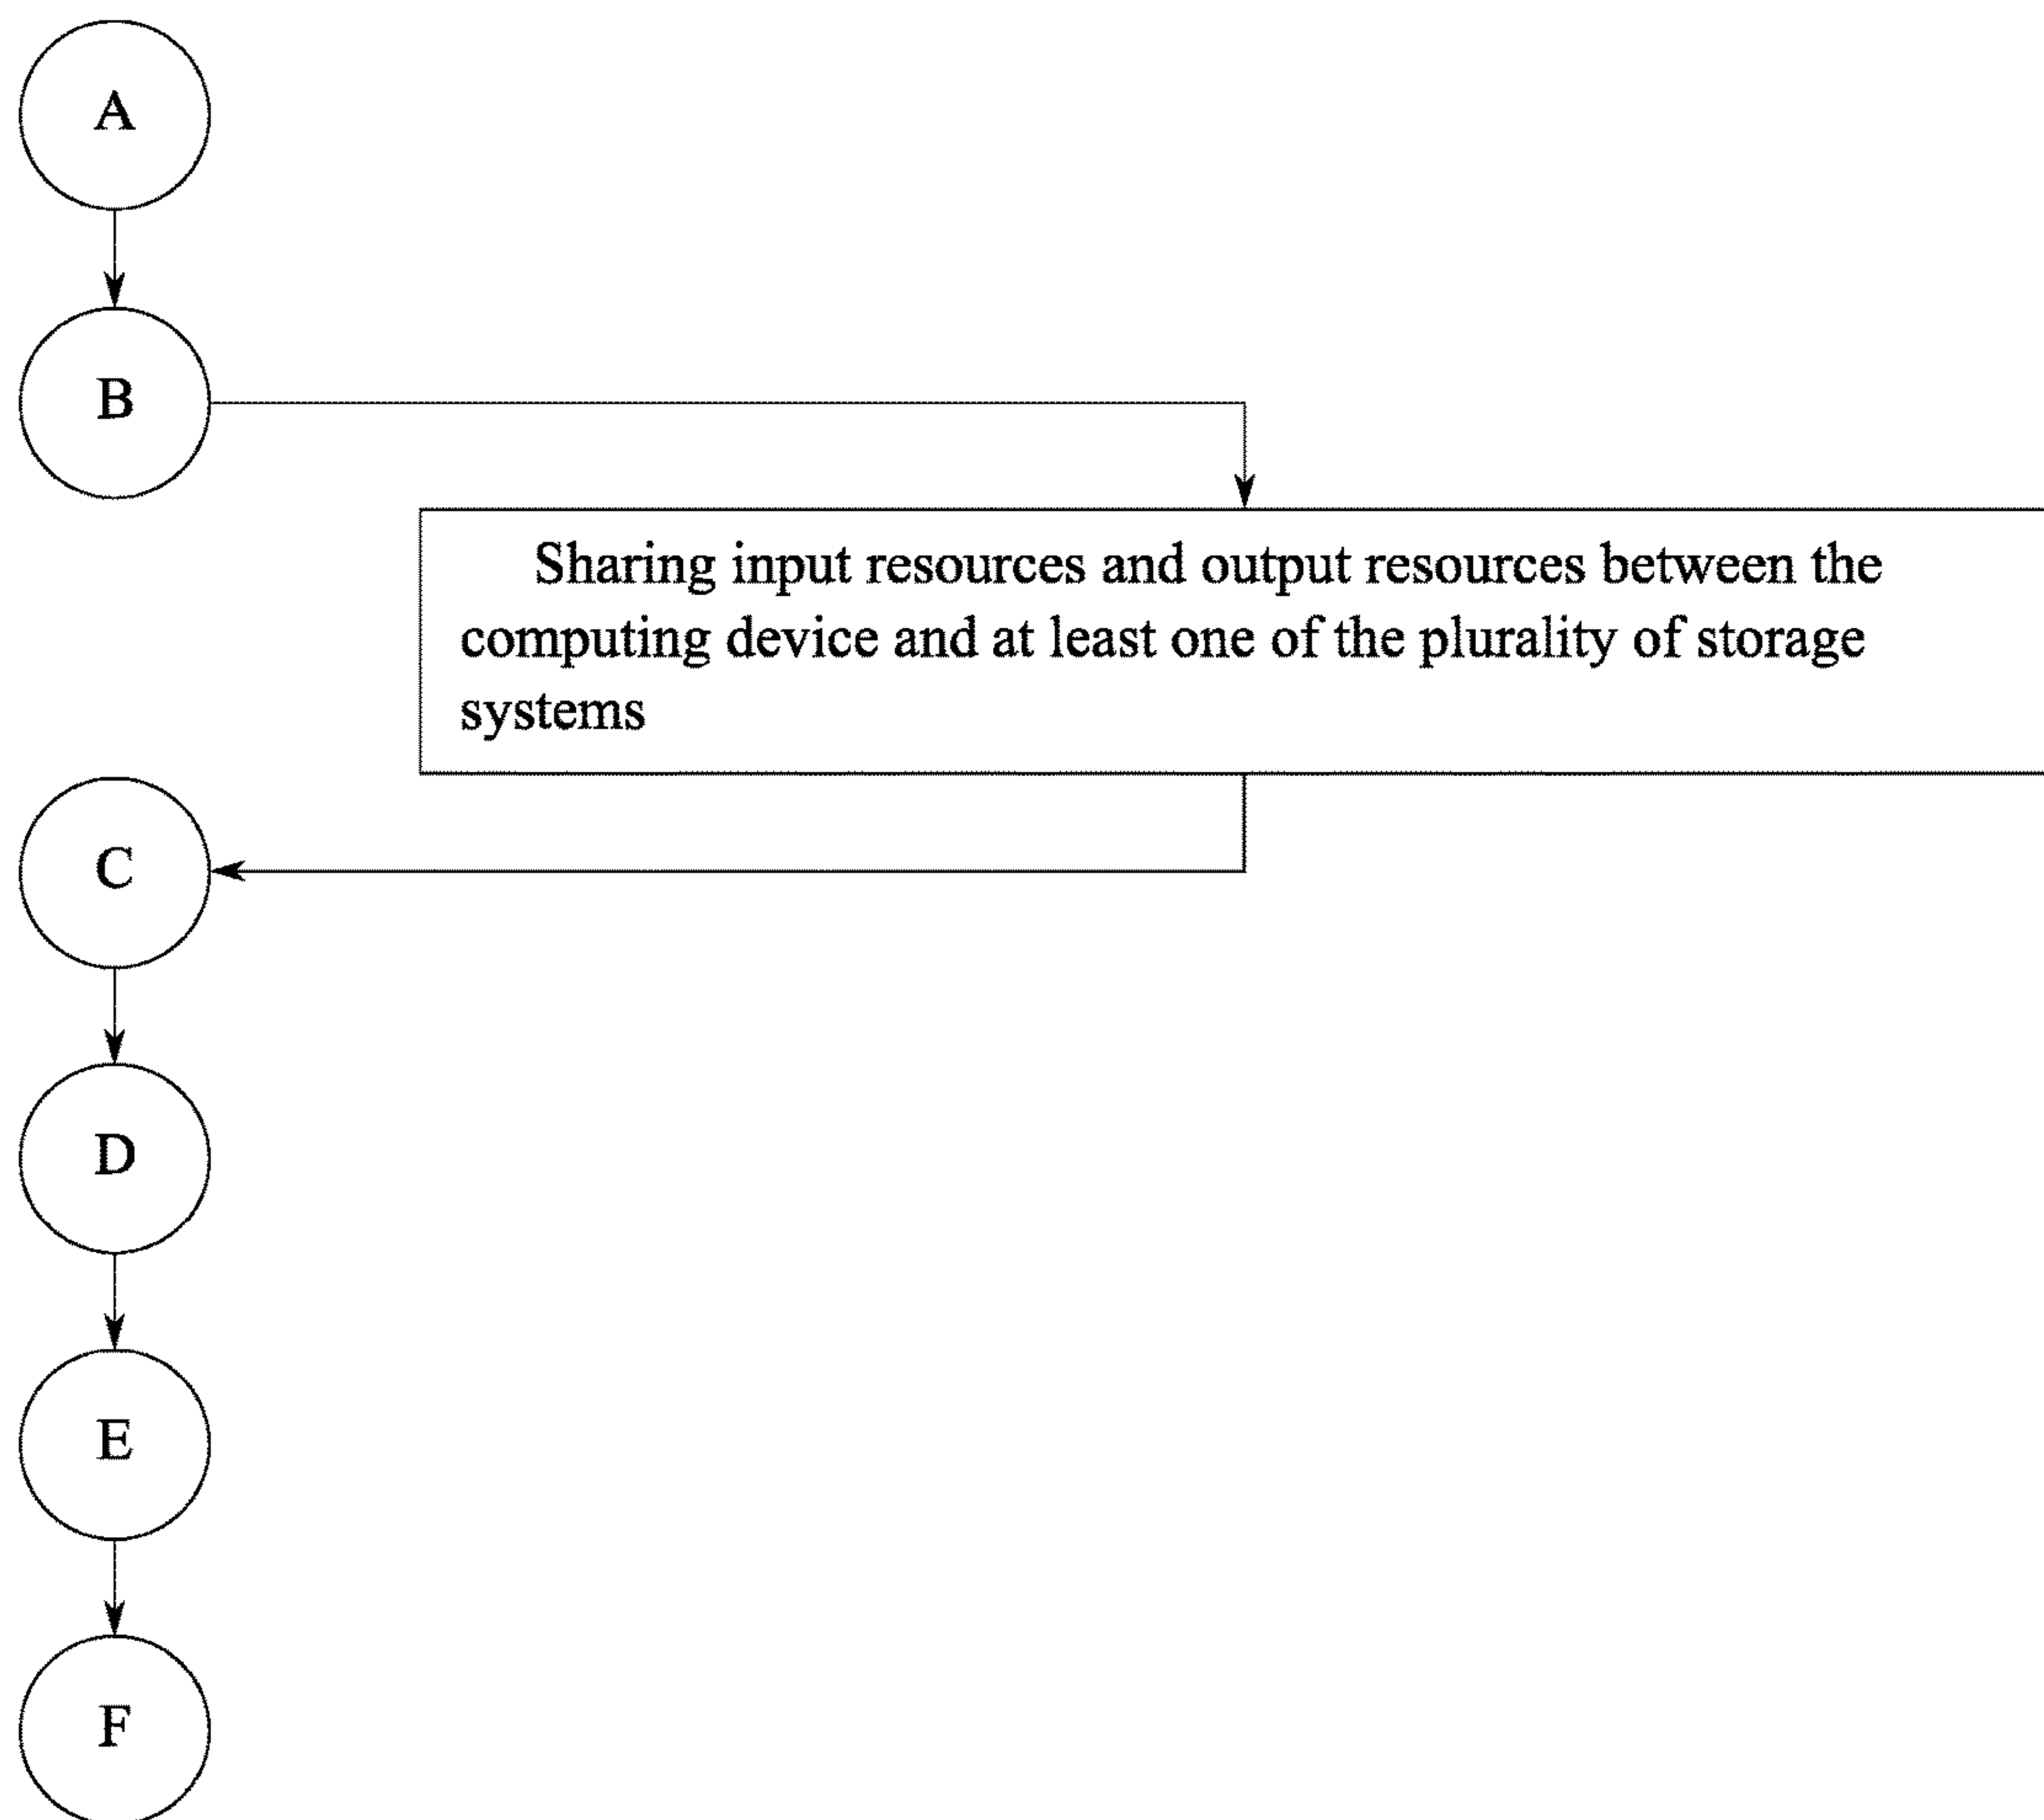 A
B
Sharing input resources and output resources between the
computing device and at least one of the plurality of storage
systems
C
D
E
F